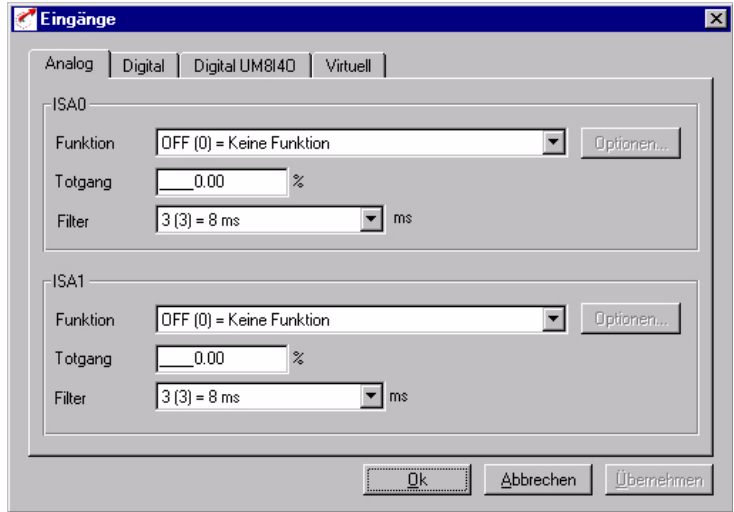 Eingänge
Analog Digital Digital UM8I4O Virtuell
ISA0
Funktion OFF (0) = Keine Funktion Optionen...
Totgang ____0.00 %
Filter 3 (3) = 8 ms ms
ISA1
Funktion OFF (0) = Keine Funktion Optionen...
Totgang ____0.00 %
Filter 3 (3) = 8 ms ms
Ok Abbrechen Übernehmen